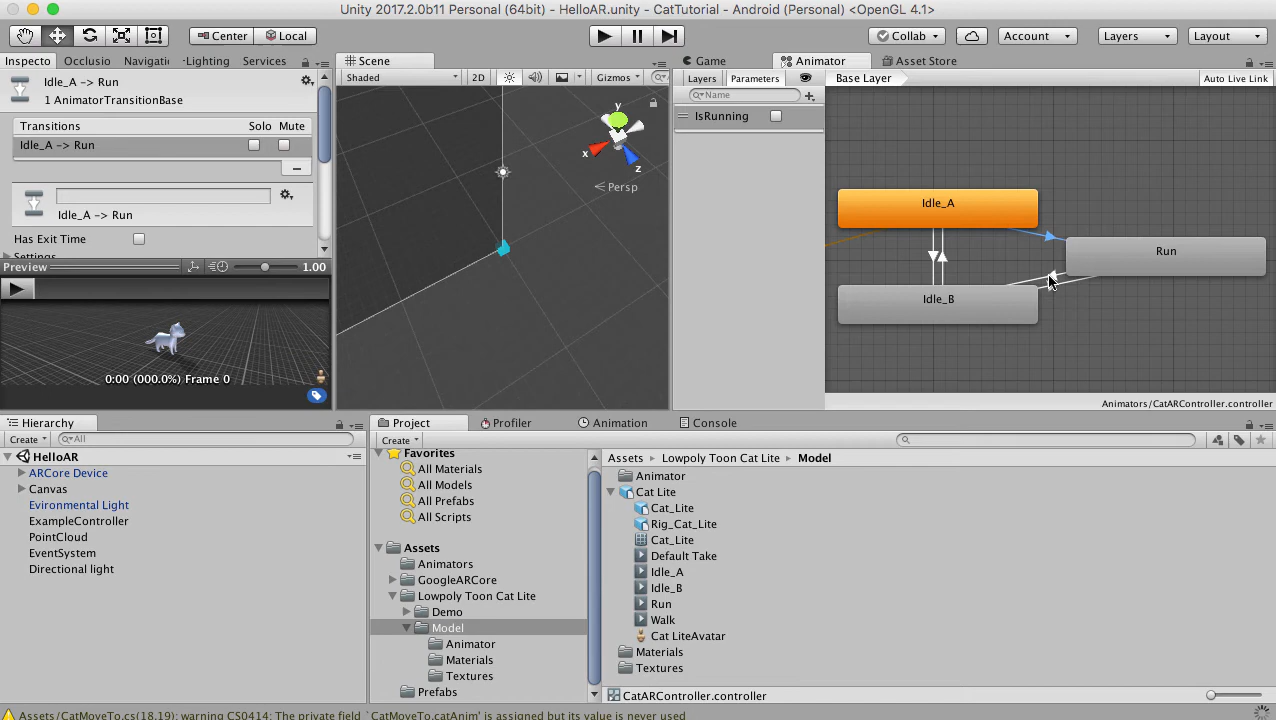 Unity 2017.2.0b11 Personal (64bit) - HelloAR.unity - CatTutorial - Android (Personal) <OpenGL 4.1>
Center Local Collab Account Layers Layout
Inspecto Occlusio Navigati Lighting Services
Scene
Game Animator Asset Store
Idle_A -> Run
1 AnimatorTransitionBase
Transitions Solo Mute
Idle_A -> Run
Idle_A -> Run
Has Exit Time
Settings
Preview 1.00
0:00 (000.0%) Frame 0
Shaded 2D Gizmos All
y
x
z
Persp
Layers Parameters
Name
IsRunning
Base Layer Auto Live Link
Idle_A
Run
Idle_B
Animators/CatARController.controller
Hierarchy
Create All
HelloAR
ARCore Device
Canvas
Evironmental Light
ExampleController
PointCloud
EventSystem
Directional light
Project Profiler Animation Console
Create
Favorites
All Materials
All Models
All Prefabs
All Scripts
Assets
Animators
GoogleARCore
Lowpoly Toon Cat Lite
Demo
Model
Animator
Materials
Textures
Prefabs
Assets Lowpoly Toon Cat Lite Model
Animator
Cat Lite
Cat_Lite
Rig_Cat_Lite
Cat_Lite
Default Take
Idle_A
Idle_B
Run
Walk
Cat LiteAvatar
Materials
Textures
CatARController.controller
Assets/CatMoveTo.cs(18,19): warning CS0414: The private field `CatMoveTo.catAnim' is assigned but its value is never used